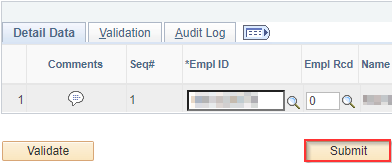 Detail Data Validation Audit Log
Comments Seq# *Empl ID Empl Rcd Name
1 1 0
Validate Submit